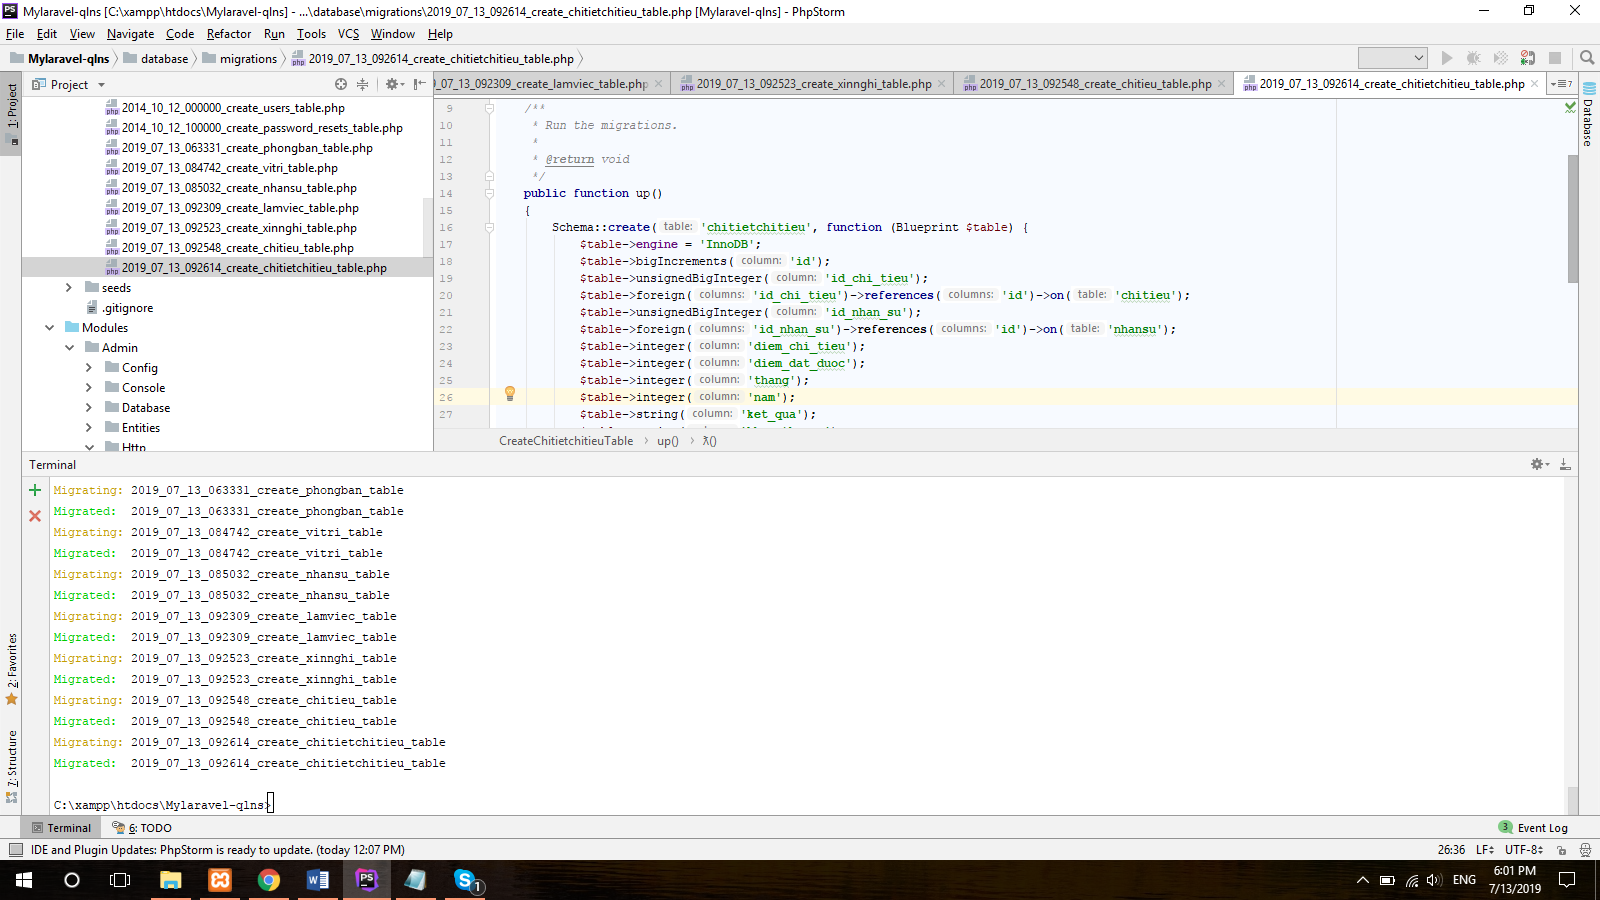 Mylaravel-qlns [C:\xampp\htdocs\Mylaravel-qlns] - ...\database\migrations\2019_07_13_092614_create_chitietchitieu_table.php [Mylaravel-qlns] - PhpStorm
File Edit View Navigate Code Refactor Run Tools VCS Window Help
Mylaravel-qlns database migrations 2019_07_13_092614_create_chitietchitieu_table.php
1: Project
Project
_07_13_092309_create_lamviec_table.php 2019_07_13_092523_create_xinnghi_table.php 2019_07_13_092548_create_chitieu_table.php 2019_07_13_092614_create_chitietchitieu_table.php
2014_10_12_000000_create_users_table.php
2014_10_12_100000_create_password_resets_table.php
2019_07_13_063331_create_phongban_table.php
2019_07_13_084742_create_vitri_table.php
2019_07_13_085032_create_nhansu_table.php
2019_07_13_092309_create_lamviec_table.php
2019_07_13_092523_create_xinnghi_table.php
2019_07_13_092548_create_chitieu_table.php
2019_07_13_092614_create_chitietchitieu_table.php
seeds
.gitignore
Modules
Admin
Config
Console
Database
Entities
Http
9 /**
10 * Run the migrations.
11 *
12 * @return void
13 */
14 public function up()
15 {
16 Schema::create( table: 'chitietchitieu', function (Blueprint $table) {
17 $table->engine = 'InnoDB';
18 $table->bigIncrements( column: 'id');
19 $table->unsignedBigInteger( column: 'id_chi_tieu');
20 $table->foreign( columns: 'id_chi_tieu')->references( columns: 'id')->on( table: 'chitieu');
21 $table->unsignedBigInteger( column: 'id_nhan_su');
22 $table->foreign( columns: 'id_nhan_su')->references( columns: 'id')->on( table: 'nhansu');
23 $table->integer( column: 'diem_chi_tieu');
24 $table->integer( column: 'diem_dat_duoc');
25 $table->integer( column: 'thang');
26 $table->integer( column: 'nam');
27 $table->string( column: 'ket_qua');
CreateChitietchitieuTable up() λ()
Database
Terminal
Migrating: 2019_07_13_063331_create_phongban_table
Migrated: 2019_07_13_063331_create_phongban_table
Migrating: 2019_07_13_084742_create_vitri_table
Migrated: 2019_07_13_084742_create_vitri_table
Migrating: 2019_07_13_085032_create_nhansu_table
Migrated: 2019_07_13_085032_create_nhansu_table
Migrating: 2019_07_13_092309_create_lamviec_table
Migrated: 2019_07_13_092309_create_lamviec_table
Migrating: 2019_07_13_092523_create_xinnghi_table
Migrated: 2019_07_13_092523_create_xinnghi_table
Migrating: 2019_07_13_092548_create_chitieu_table
Migrated: 2019_07_13_092548_create_chitieu_table
Migrating: 2019_07_13_092614_create_chitietchitieu_table
Migrated: 2019_07_13_092614_create_chitietchitieu_table
C:\xampp\htdocs\Mylaravel-qlns>
2: Favorites
7: Structure
Terminal 6: TODO 3 Event Log
IDE and Plugin Updates: PhpStorm is ready to update. (today 12:07 PM) 26:36 LF UTF-8
ENG 6:01 PM
7/13/2019